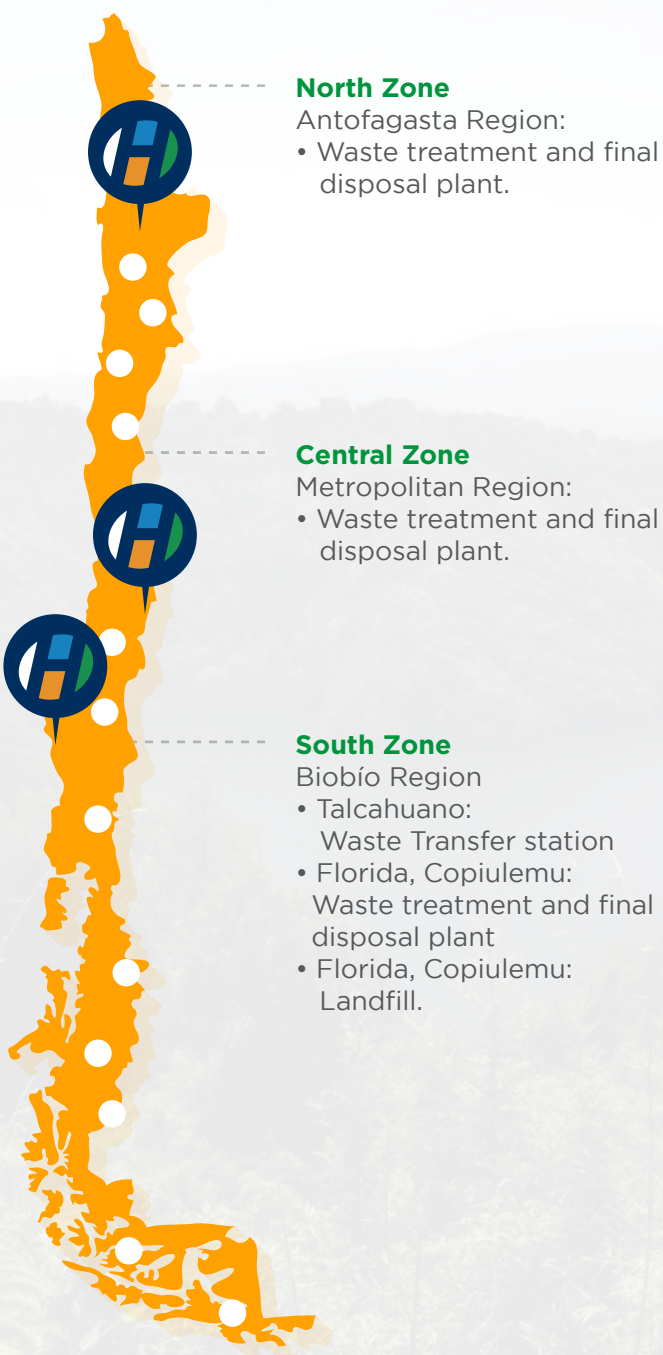 North Zone
Antofagasta Region:
• Waste treatment and final
disposal plant.
Central Zone
Metropolitan Region:
• Waste treatment and final
disposal plant.
South Zone
Biobío Region
• Talcahuano:
Waste Transfer station
• Florida, Copiulemu:
Waste treatment and final
disposal plant
• Florida, Copiulemu:
Landfill.